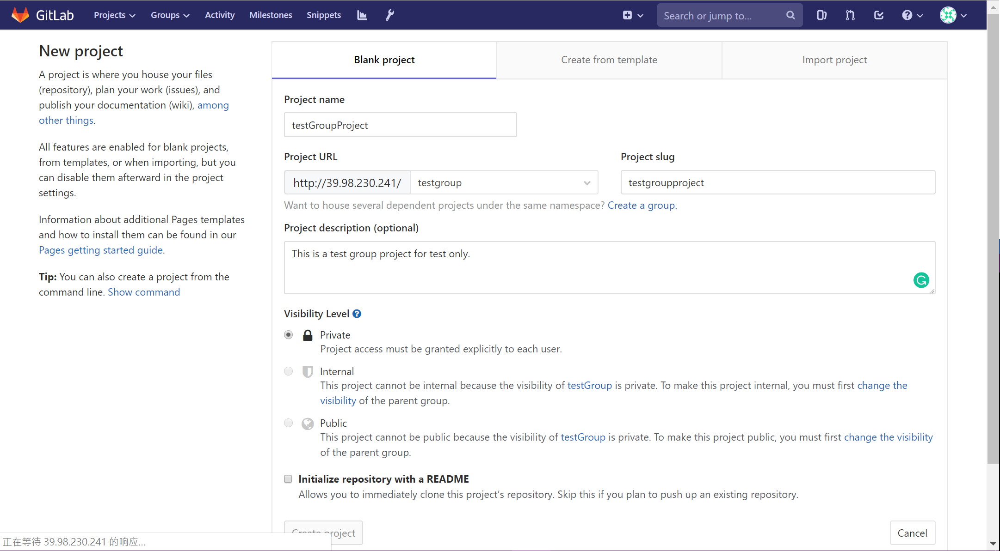 GitLab Projects Groups Activity Milestones Snippets Search or jump to...
New project
A project is where you house your files
(repository), plan your work (issues), and
publish your documentation (wiki), among
other things.
All features are enabled for blank projects,
from templates, or when importing, but you
can disable them afterward in the project
settings.
Information about additional Pages templates
and how to install them can be found in our
Pages getting started guide.
Tip: You can also create a project from the
command line. Show command
Blank project Create from template Import project
Project name
testGroupProject
Project URL Project slug
http://39.98.230.241/ testgroup testgroupproject
Want to house several dependent projects under the same namespace? Create a group.
Project description (optional)
This is a test group project for test only.
Visibility Level
Private
Project access must be granted explicitly to each user.
Internal
This project cannot be internal because the visibility of testGroup is private. To make this project internal, you must first change the
visibility of the parent group.
Public
This project cannot be public because the visibility of testGroup is private. To make this project public, you must first change the visibility
of the parent group.
Initialize repository with a README
Allows you to immediately clone this project’s repository. Skip this if you plan to push up an existing repository.
Create project Cancel
正在等待 39.98.230.241 的响应...